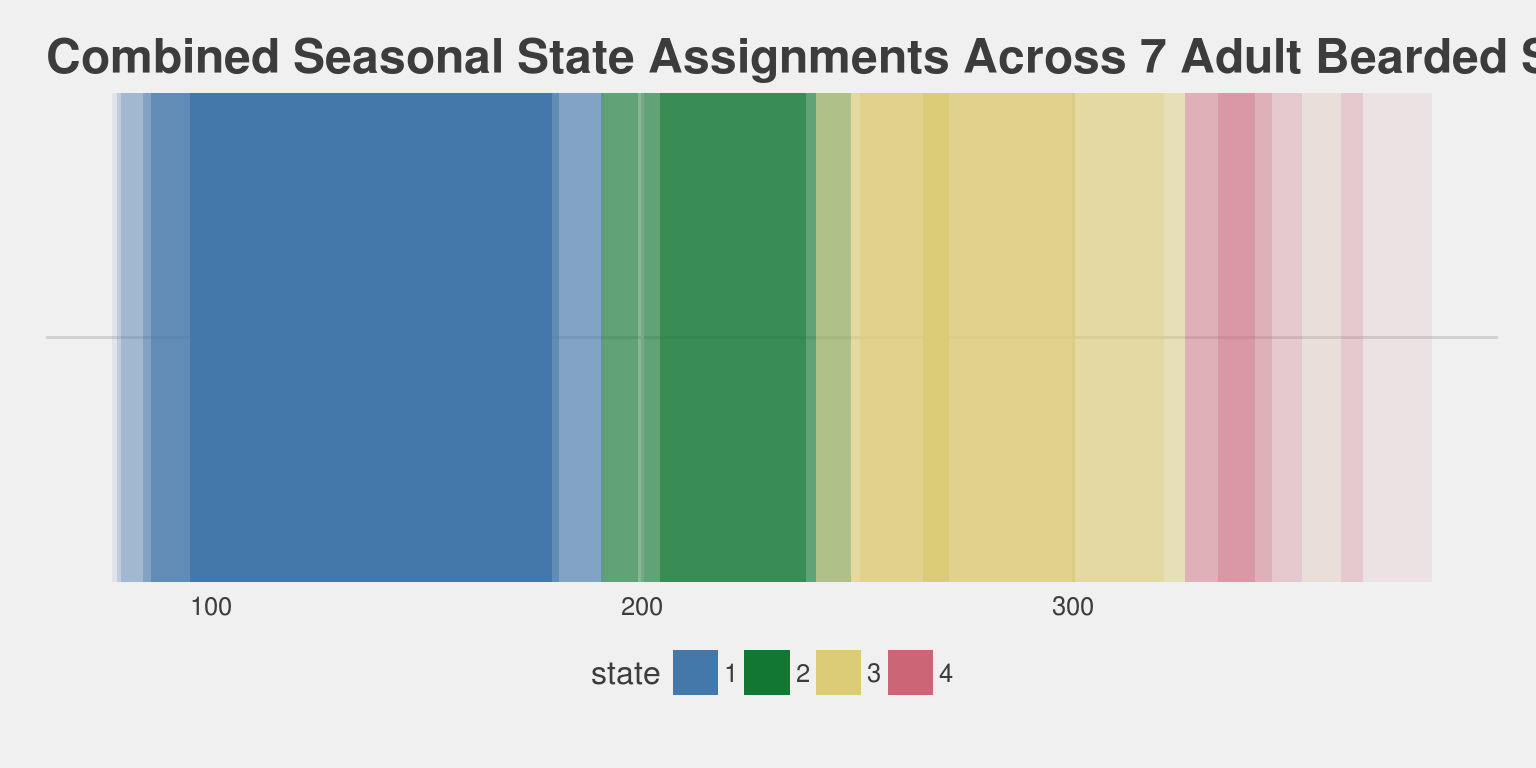 Combined Seasonal State Assignments Across 7 Adult Bearded
100 200 300
state 1 2 3 4